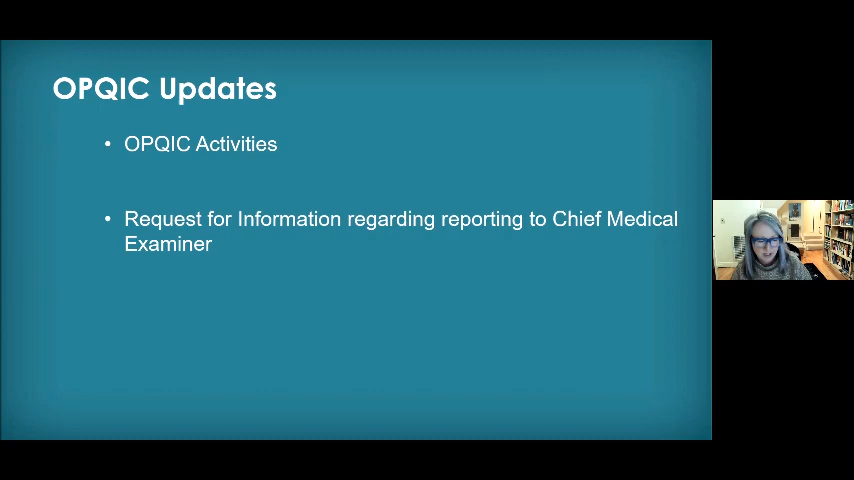 OPQIC Updates
• OPQIC Activities
• Request for Information regarding reporting to Chief Medical
Examiner